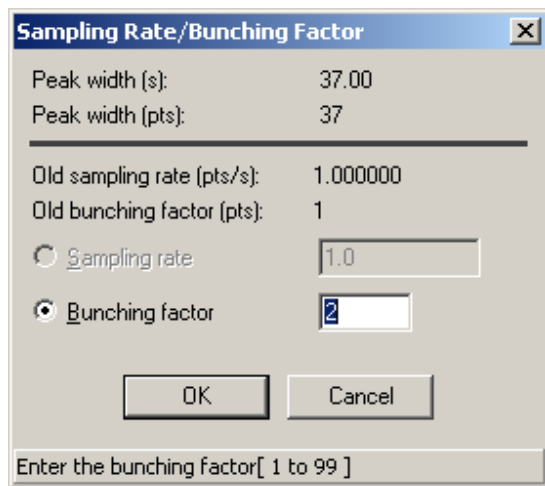 Sampling Rate/Bunching Factor
Peak width (s): 37.00
Peak width (pts): 37
Old sampling rate (pts/s): 1.000000
Old bunching factor (pts): 1
Sampling rate 1.0
Bunching factor 2
OK Cancel
Enter the bunching factor[ 1 to 99 ]